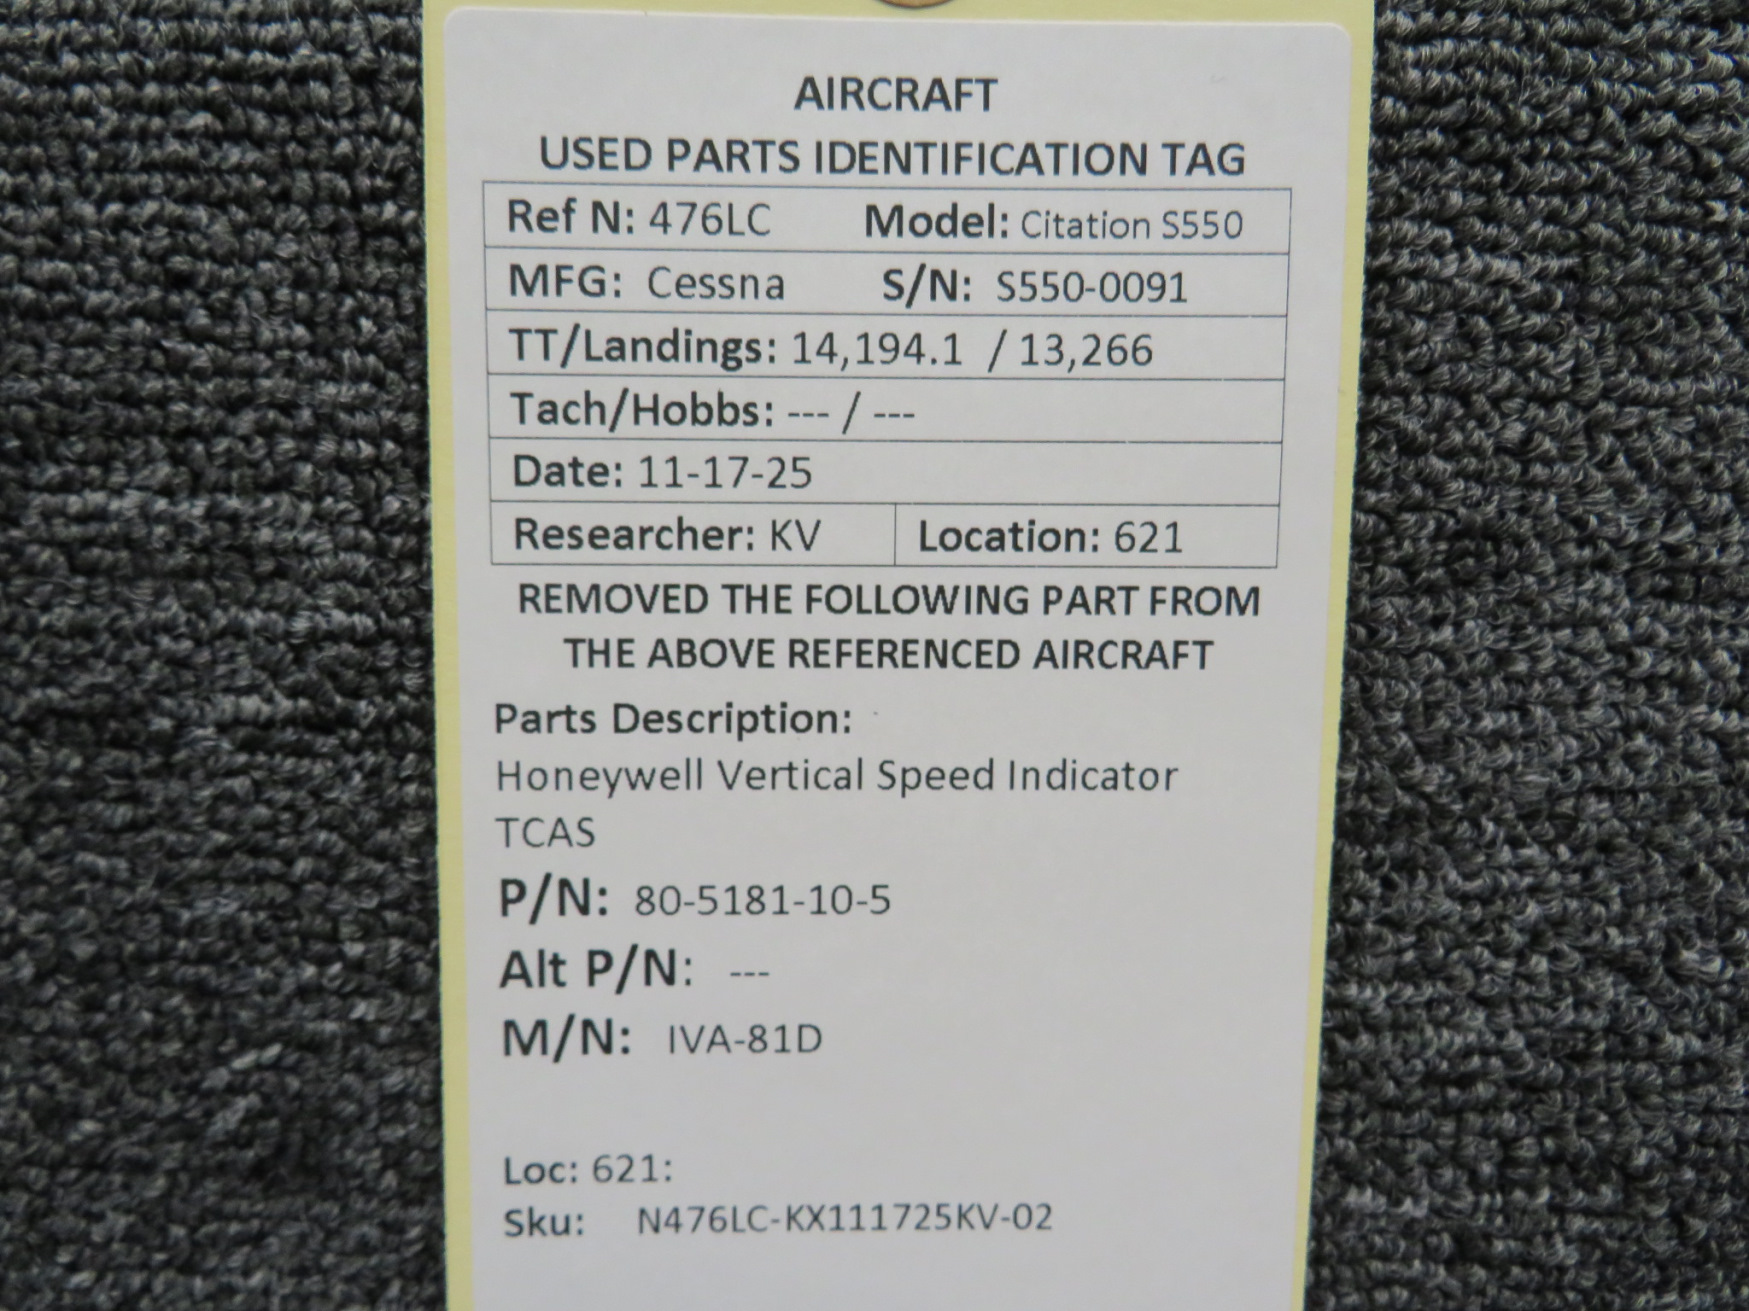 AIRCRAFT
USED PARTS IDENTIFICATION TAG
Ref N: 476LC Model: Citation S550
MFG: Cessna S/N: S550-0091
TT/Landings: 14,194.1 / 13,266
Tach/Hobbs: --- / ---
Date: 11-17-25
Researcher: KV Location: 621
REMOVED THE FOLLOWING PART FROM
THE ABOVE REFERENCED AIRCRAFT
Parts Description:
Honeywell Vertical Speed Indicator
TCAS
P/N: 80-5181-10-5
Alt P/N: ---
M/N: IVA-81D
Loc: 621:
Sku: N476LC-KX111725KV-02